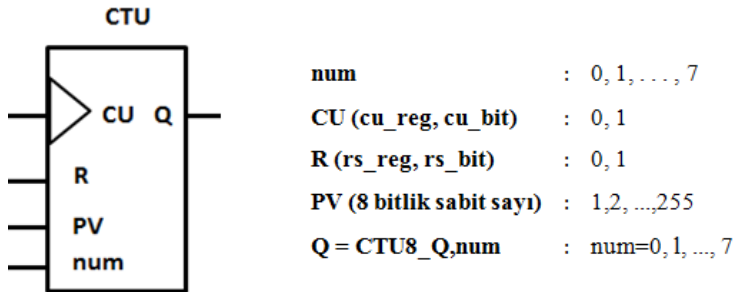 CTU
CU Q
R
PV
num
num : 0, 1, . . . , 7
CU (cu_reg, cu_bit) : 0, 1
R (rs_reg, rs_bit) : 0, 1
PV (8 bitlik sabit sayı) : 1,2, ...,255
Q = CTU8_Q,num : num=0, 1, ..., 7